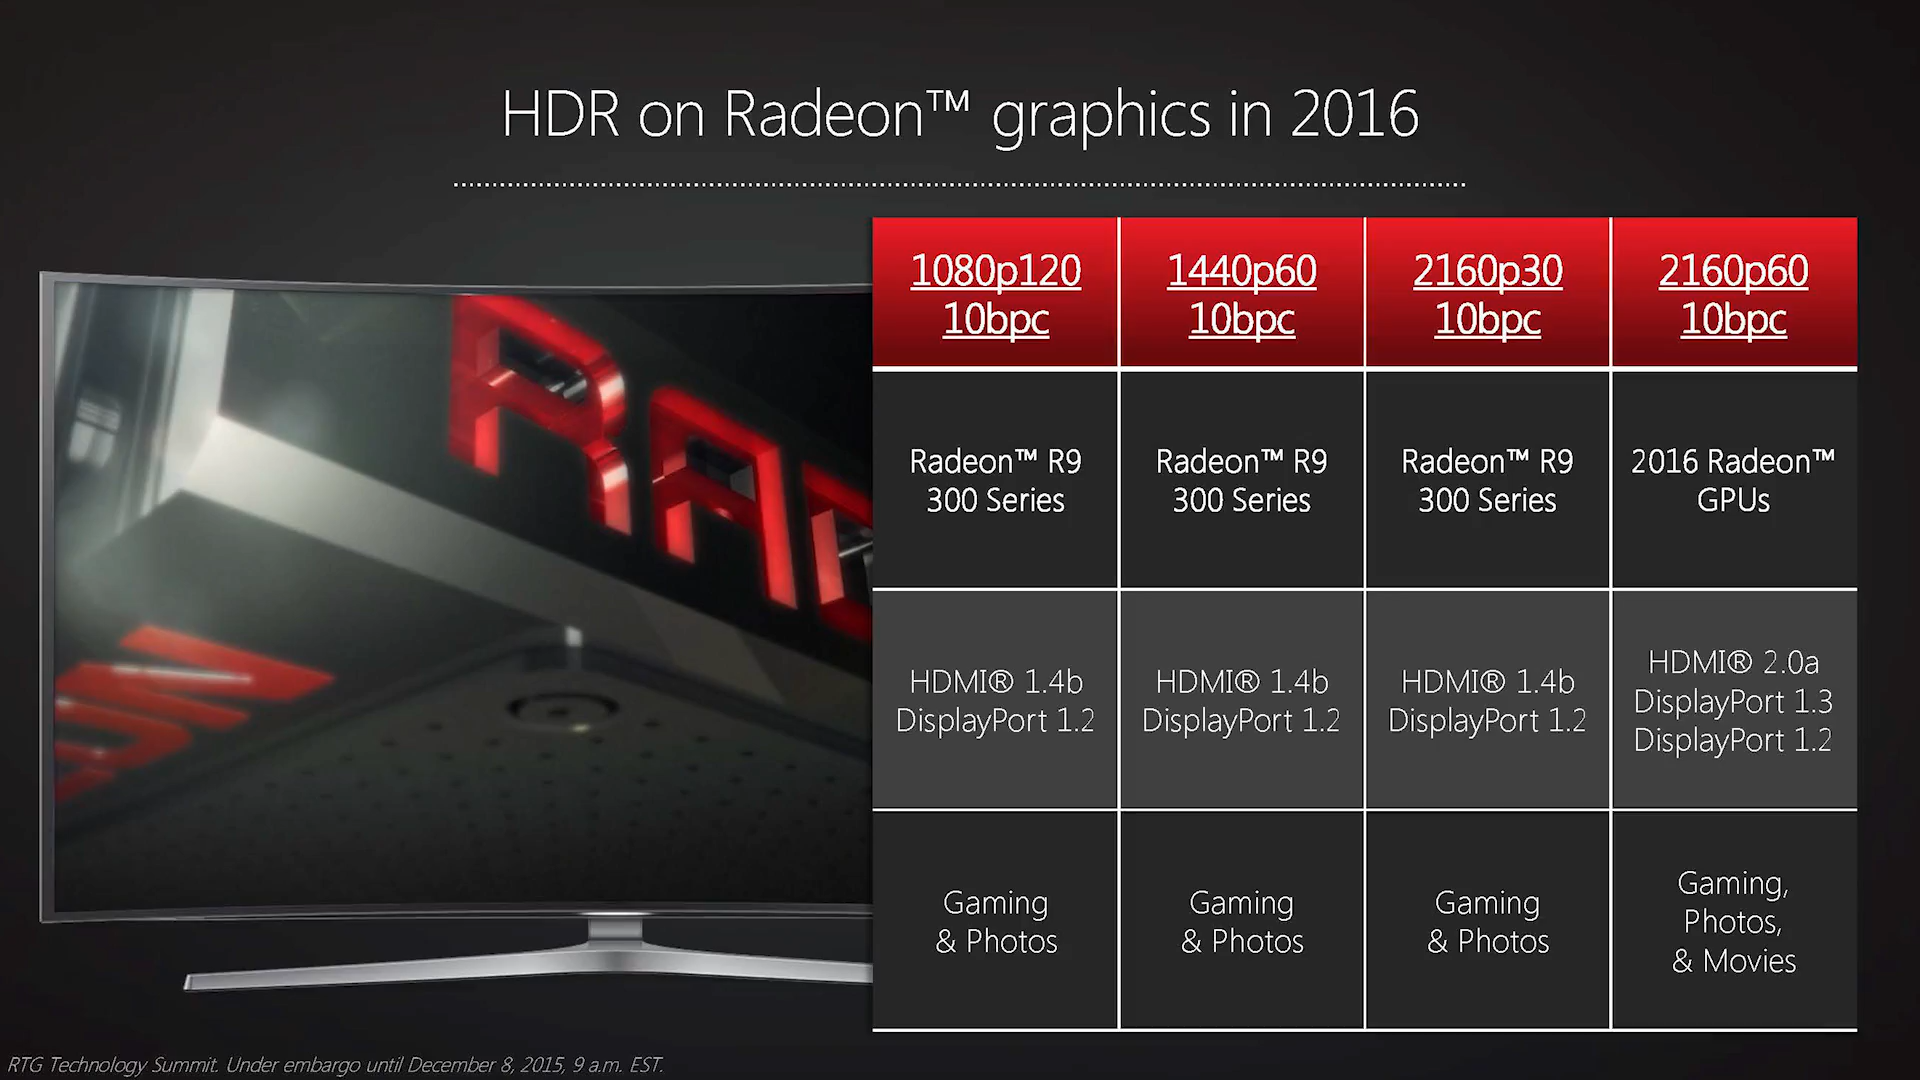 HDR on Radeon™ graphics in 2016
1080p120
10bpc
1440p60
10bpc
2160p30
10bpc
2160p60
10bpc
Radeon™ R9
300 Series
Radeon™ R9
300 Series
Radeon™ R9
300 Series
2016 Radeon™
GPUs
HDMI® 1.4b
DisplayPort 1.2
HDMI® 1.4b
DisplayPort 1.2
HDMI® 1.4b
DisplayPort 1.2
HDMI® 2.0a
DisplayPort 1.3
DisplayPort 1.2
Gaming
& Photos
Gaming
& Photos
Gaming
& Photos
Gaming,
Photos,
& Movies
RAD
RTG Technology Summit. Under embargo until December 8, 2015, 9 a.m. EST.